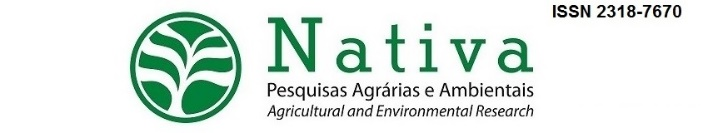 ISSN 2318-7670
Nativa
Pesquisas Agrárias e Ambientais
Agricultural and Environmental Research